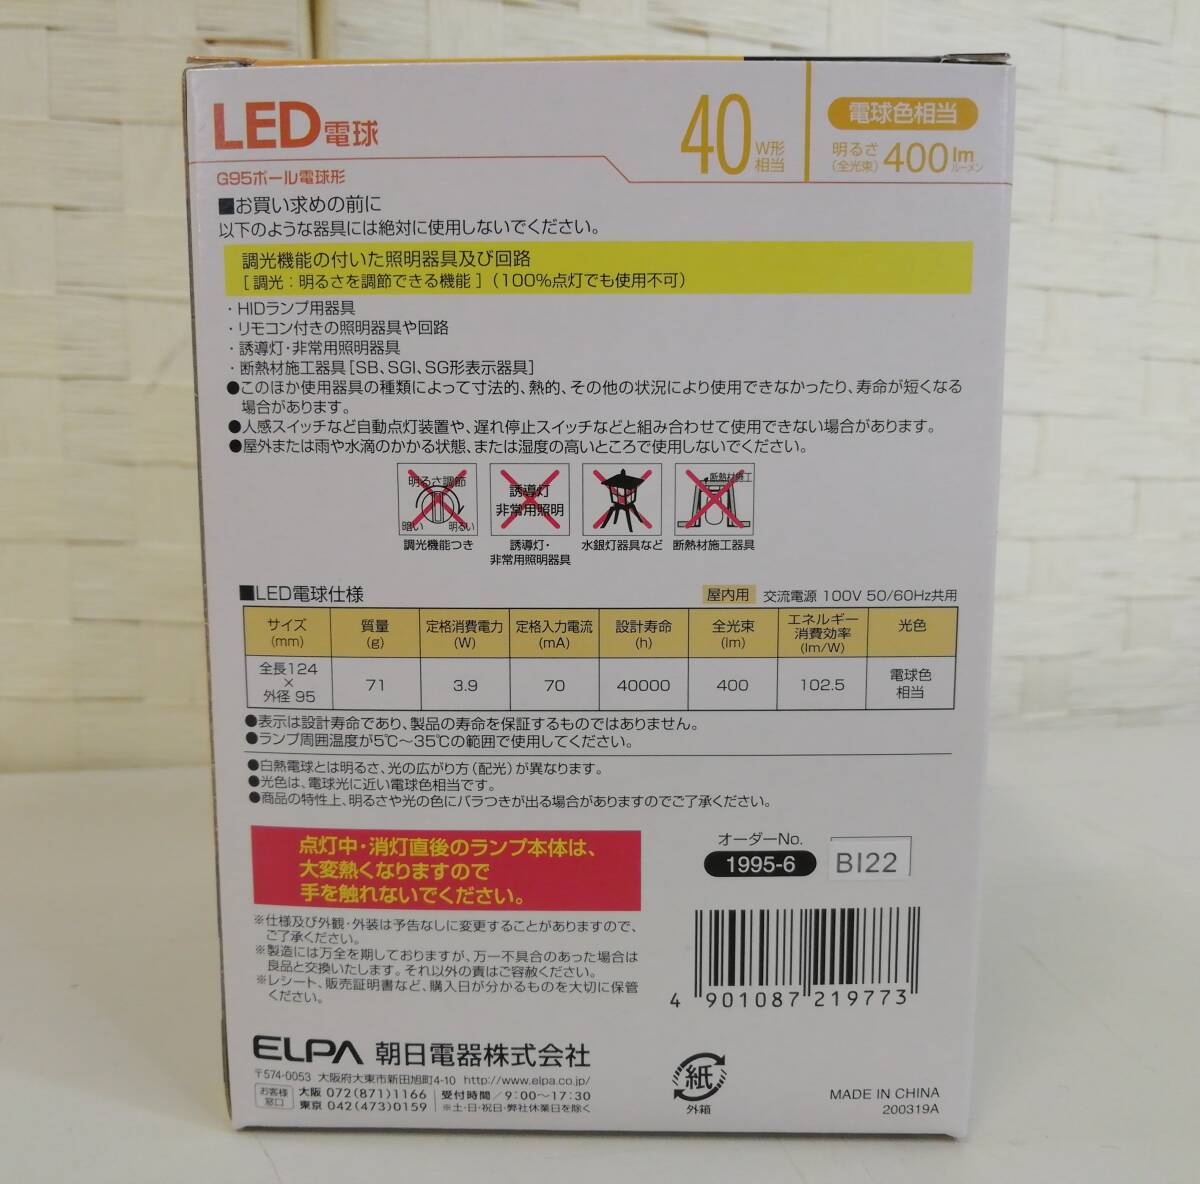 LED電球
G95ボール電球形
40 W形相当
電球色相当
明るさ(全光束) 400lm ルーメン
■お買い求めの前に
以下のような器具には絶対に使用しないでください。
調光機能の付いた照明器具及び回路
[調光:明るさを調節できる機能](100%点灯でも使用不可)
・HIDランプ用器具
・リモコン付きの照明器具や回路
・誘導灯・非常用照明器具
・断熱材施工器具[SB、SGI、SG形表示器具]
●このほか使用器具の種類によって寸法的、熱的、その他の状況により使用できなかったり、寿命が短くなる
場合があります。
●人感スイッチなど自動点灯装置や、遅れ停止スイッチなどと組み合わせて使用できない場合があります。
●屋外または雨や水滴のかかる状態、または湿度の高いところで使用しないでください。
明るさ調節
暗い 明るい
誘導灯
非常用照明
断熱材施工
調光機能つき
誘導灯・
非常用照明器具
水銀灯器具など
断熱材施工器具
■LED電球仕様
屋内用 交流電源 100V 50/60Hz共用
サイズ(mm) 質量(g) 定格消費電力(W) 定格入力電流(mA) 設計寿命(h) 全光束(lm) エネルギー消費効率(lm/W) 光色
全長124×外径 95 71 3.9 70 40000 400 102.5 電球色相当
●表示は設計寿命であり、製品の寿命を保証するものではありません。
●ランプ周囲温度が5℃〜35℃の範囲で使用してください。
●白熱電球とは明るさ、光の広がり方(配光)が異なります。
●光色は、電球光に近い電球色相当です。
●商品の特性上、明るさや光の色にバラつきが出る場合がありますのでご了承ください。
点灯中・消灯直後のランプ本体は、
大変熱くなりますので
手を触れないでください。
オーダーNo.
1995-6
BI22
※仕様及び外観・外装は予告なしに変更することがありますので、
ご了承ください。
※製造には万全を期しておりますが、万一不具合のあった場合は
良品と交換いたします。それ以外の責はご容赦ください。
※レシート、販売証明書など、購入日が分かるものを大切に保管
ください。
4 901087 219773
ELPA 朝日電器株式会社
〒574-0053 大阪府大東市新田旭町4-10 http://www.elpa.co.jp/
お客様窓口 大阪 072(871)1166 受付時間/9:00〜17:30
東京 042(473)0159 ※土・日・祝日・弊社休業日を除く
紙
外箱
MADE IN CHINA
200319A